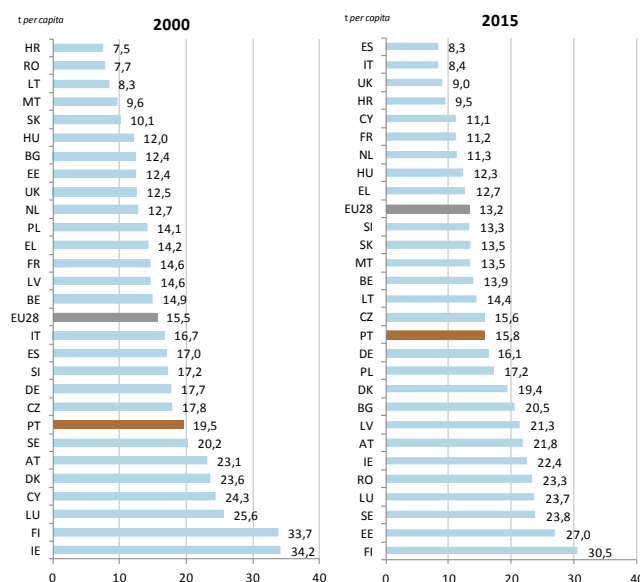 t per capita
2000
HR 7,5
RO 7,7
LT 8,3
MT 9,6
SK 10,1
HU 12,0
BG 12,4
EE 12,4
UK 12,5
NL 12,7
PL 14,1
EL 14,2
FR 14,6
LV 14,6
BE 14,9
EU28 15,5
IT 16,7
ES 17,0
SI 17,2
DE 17,7
CZ 17,8
PT 19,5
SE 20,2
AT 23,1
DK 23,6
CY 24,3
LU 25,6
FI 33,7
IE 34,2
0 10 20 30 40
t per capita
2015
ES 8,3
IT 8,4
UK 9,0
HR 9,5
CY 11,1
FR 11,2
NL 11,3
HU 12,3
EL 12,7
EU28 13,2
SI 13,3
SK 13,5
MT 13,5
BE 13,9
LT 14,4
CZ 15,6
PT 15,8
DE 16,1
PL 17,2
DK 19,4
BG 20,5
LV 21,3
AT 21,8
IE 22,4
RO 23,3
LU 23,7
SE 23,8
EE 27,0
FI 30,5
0 10 20 30 40